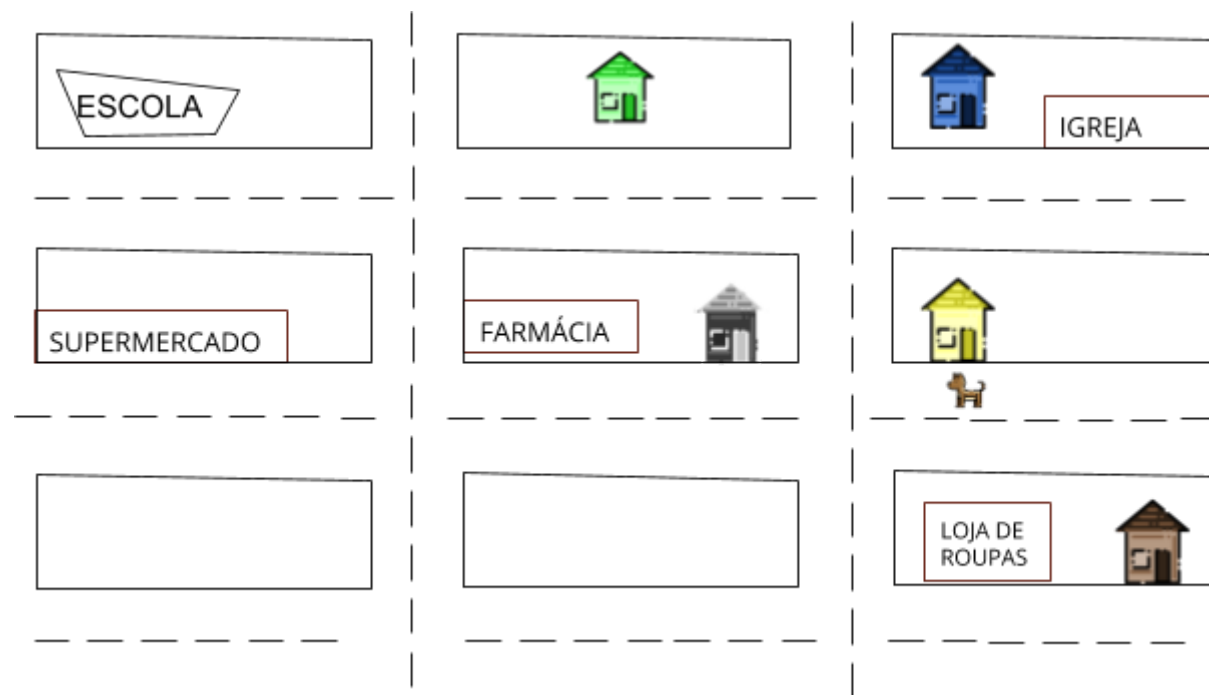 ESCOLA
IGREJA
SUPERMERCADO
FARMÁCIA
LOJA DE
ROUPAS